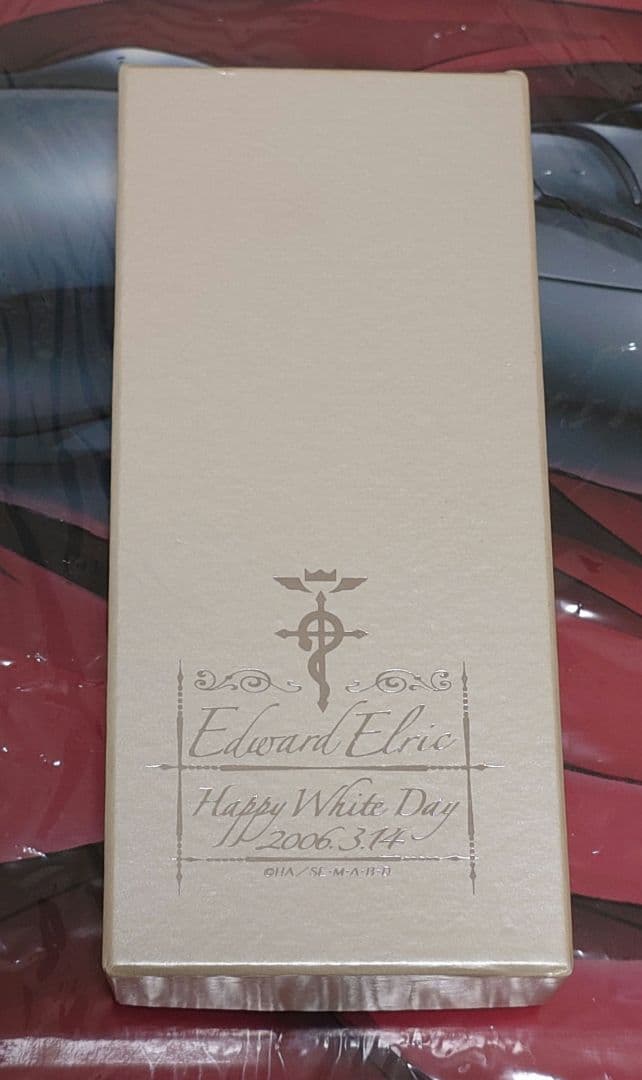 Edward Elric
Happy White Day
2006.3.14
©HA/SE・M・A・B・D